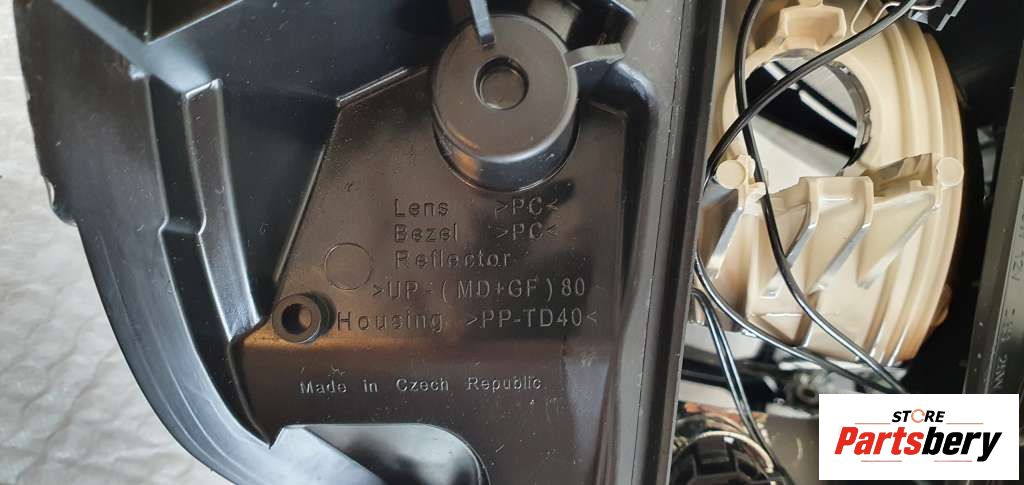 Lens >PC<
Bezel >PC<
Reflector
>UP-(MD+GF)80<
Housing >PP-TD40<
Made in Czech Republic
STORE
Partsbery